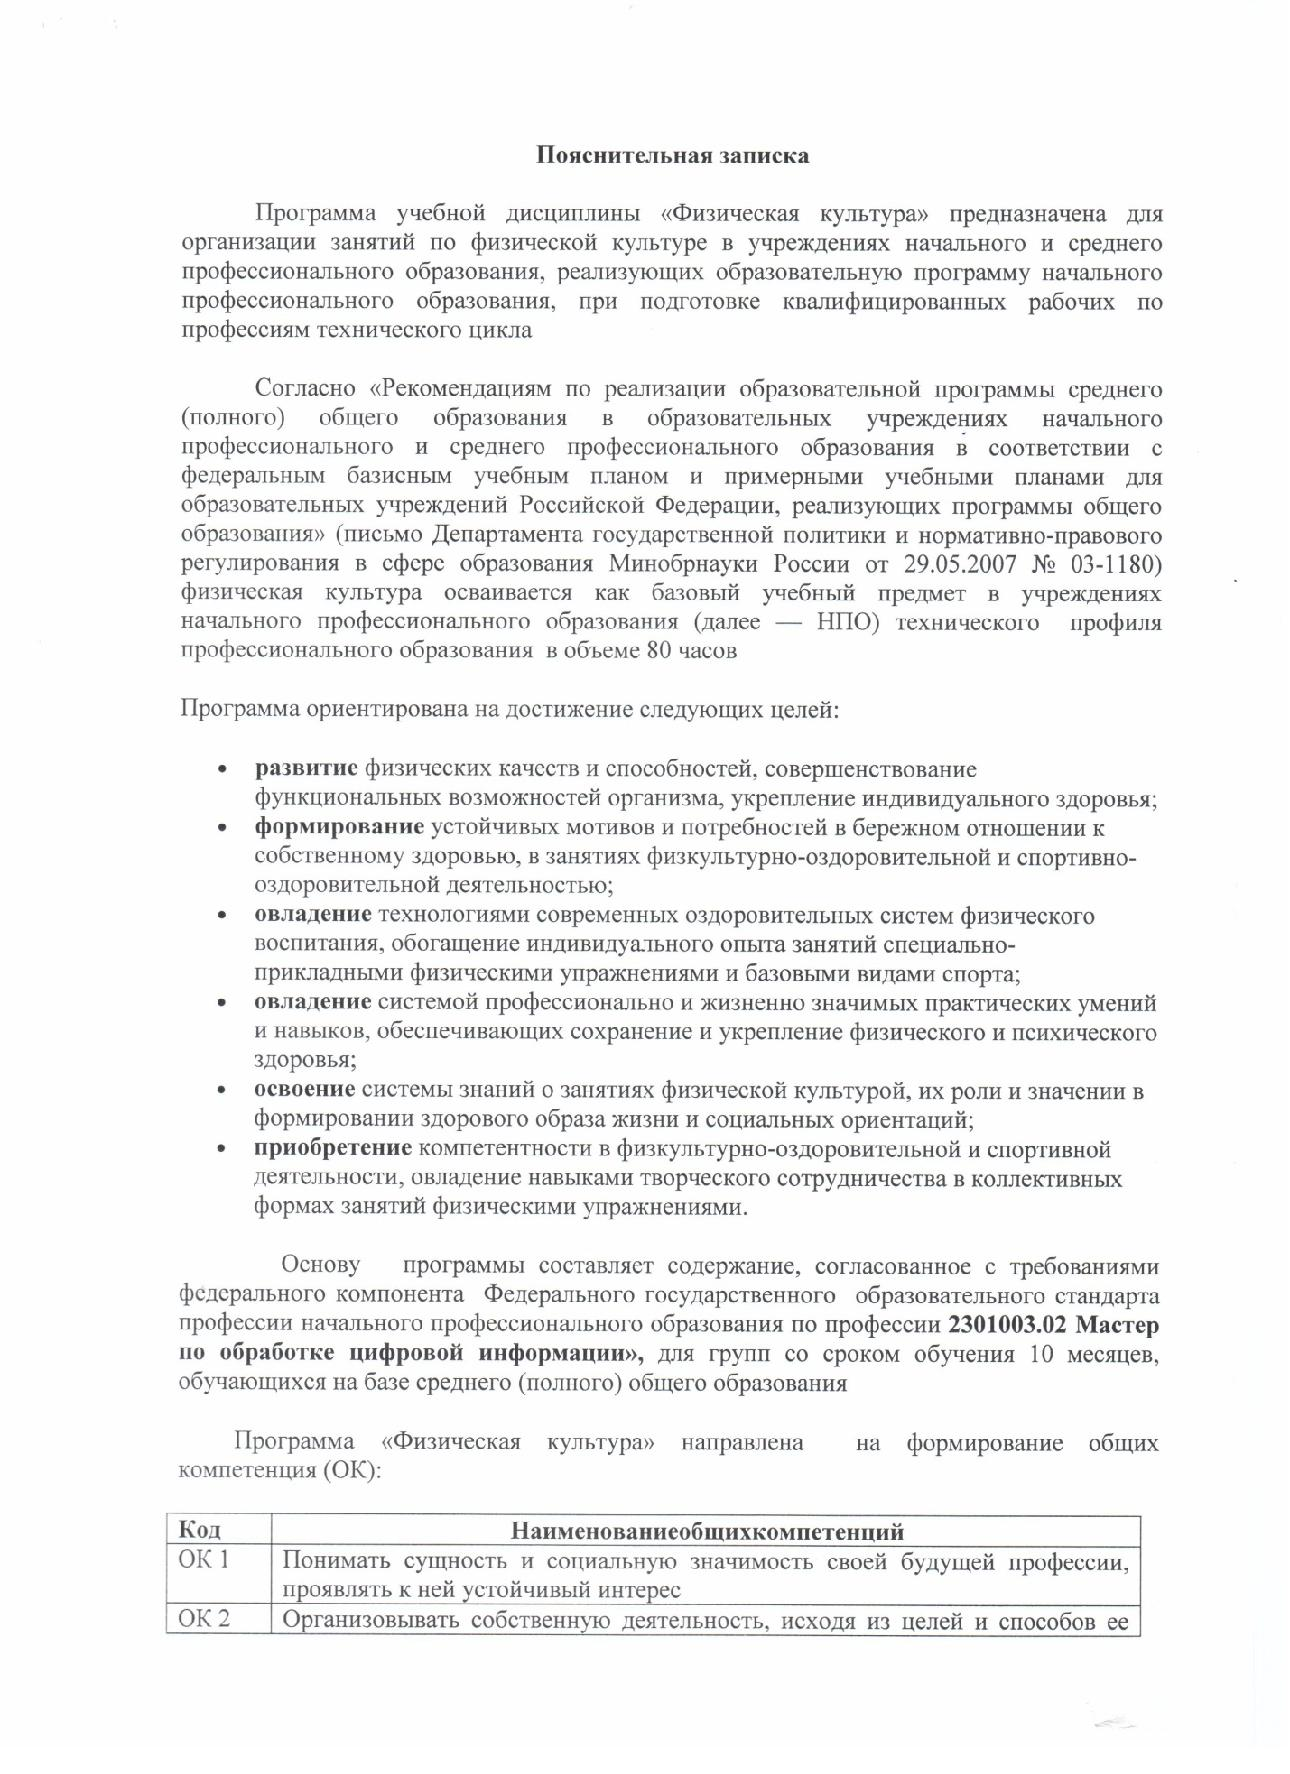 Пояснительная записка
Программа учебной дисциплины «Физическая культура» предназначена для
организации занятий по физической культуре в учреждениях начального и среднего
профессионального образования, реализующих образовательную программу начального
профессионального образования, при подготовке квалифицированных рабочих по
профессиям технического цикла
Согласно «Рекомендациям по реализации образовательной программы среднего
(полного) общего образования в образовательных учреждениях начального
профессионального и среднего профессионального образования в соответствии с
федеральным базисным учебным планом и примерными учебными планами для
образовательных учреждений Российской Федерации, реализующих программы общего
образования» (письмо Департамента государственной политики и нормативно-правового
регулирования в сфере образования Минобрнауки России от 29.05.2007 № 03-1180)
физическая культура осваивается как базовый учебный предмет в учреждениях
начального профессионального образования (далее — НПО) технического профиля
профессионального образования в объеме 80 часов
Программа ориентирована на достижение следующих целей:
• развитие физических качеств и способностей, совершенствование
функциональных возможностей организма, укрепление индивидуального здоровья;
• формирование устойчивых мотивов и потребностей в бережном отношении к
собственному здоровью, в занятиях физкультурно-оздоровительной и спортивно-
оздоровительной деятельностью;
• овладение технологиями современных оздоровительных систем физического
воспитания, обогащение индивидуального опыта занятий специально-
прикладными физическими упражнениями и базовыми видами спорта;
• овладение системой профессионально и жизненно значимых практических умений
и навыков, обеспечивающих сохранение и укрепление физического и психического
здоровья;
• освоение системы знаний о занятиях физической культурой, их роли и значении в
формировании здорового образа жизни и социальных ориентаций;
• приобретение компетентности в физкультурно-оздоровительной и спортивной
деятельности, овладение навыками творческого сотрудничества в коллективных
формах занятий физическими упражнениями.
Основу программы составляет содержание, согласованное с требованиями
федерального компонента Федерального государственного образовательного стандарта
профессии начального профессионального образования по профессии 2301003.02 Мастер
по обработке цифровой информации», для групп со сроком обучения 10 месяцев,
обучающихся на базе среднего (полного) общего образования
Программа «Физическая культура» направлена на формирование общих
компетенция (ОК):
Код Наименованиеобщихкомпетенций
ОК 1 Понимать сущность и социальную значимость своей будущей профессии,
проявлять к ней устойчивый интерес
ОК 2 Организовывать собственную деятельность, исходя из целей и способов ее